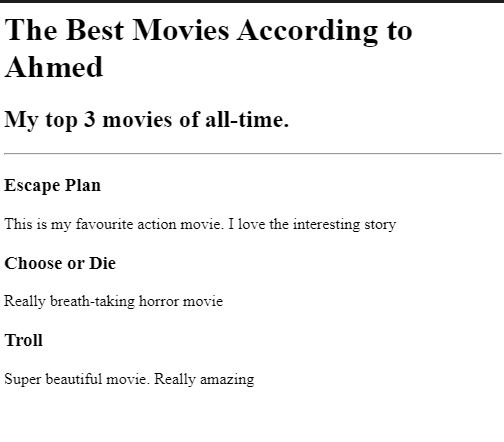 The Best Movies According to
Ahmed
My top 3 movies of all-time.
Escape Plan
This is my favourite action movie. I love the interesting story
Choose or Die
Really breath-taking horror movie
Troll
Super beautiful movie. Really amazing